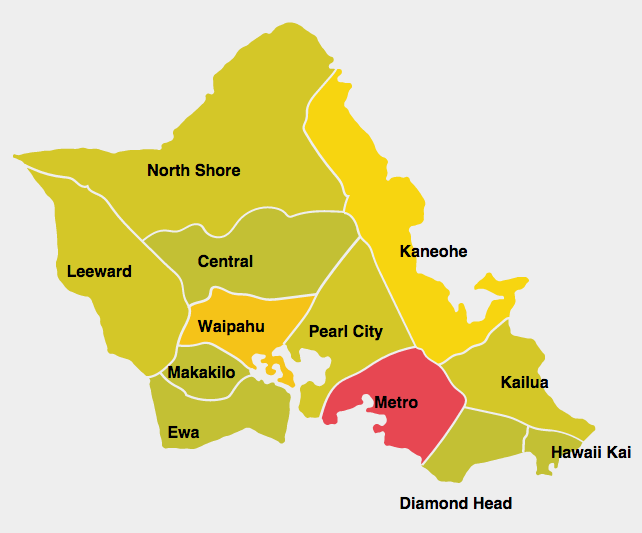 North Shore
Kaneohe
Central
Leeward
Waipahu
Pearl City
Makakilo
Kailua
Metro
Ewa
Hawaii Kai
Diamond Head